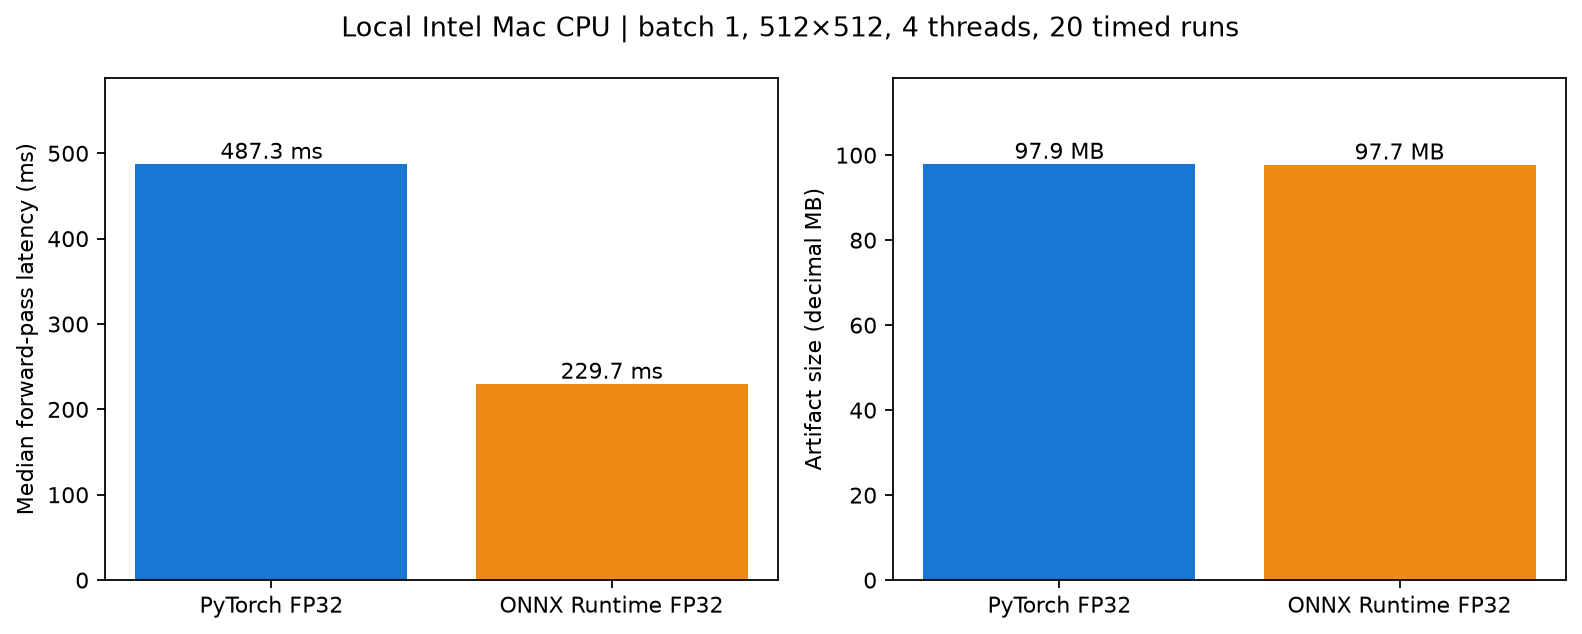 Local Intel Mac CPU | batch 1, 512×512, 4 threads, 20 timed runs
Median forward-pass latency (ms)
500
400
300
200
100
0
487.3 ms
229.7 ms
PyTorch FP32
ONNX Runtime FP32
Artifact size (decimal MB)
100
80
60
40
20
0
97.9 MB
97.7 MB
PyTorch FP32
ONNX Runtime FP32